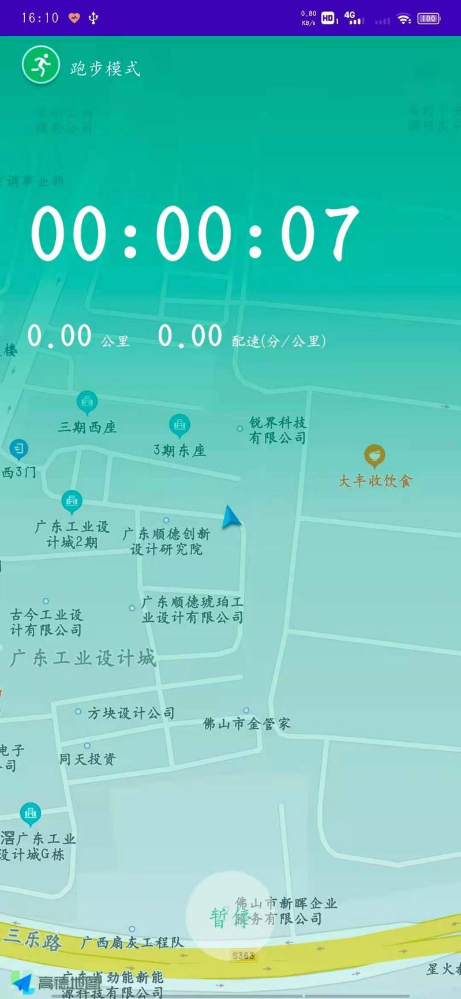 16:10
0.80
KB/s
HD 1
4G
100
跑步模式
调事业部
00:00:07
0.00 公里
0.00 配速(分/公里)
楼
三期西座
3期东座
锐界科技
有限公司
西3门
大丰收饮食
广东工业设
计城2期
广东顺德创新
设计研究院
古今工业设
计有限公司
广东顺德琥珀工
业设计有限公司
广东工业设计城
方块设计公司
佛山市金管家
电子
公司
同天投资
滘广东工业
设计城G栋
佛山市新晖企业
服务有限公司
暂停
三乐路
广西扇灰工程队
S363
星火教
高德地图
广东省劲能新能
源科技有限公司